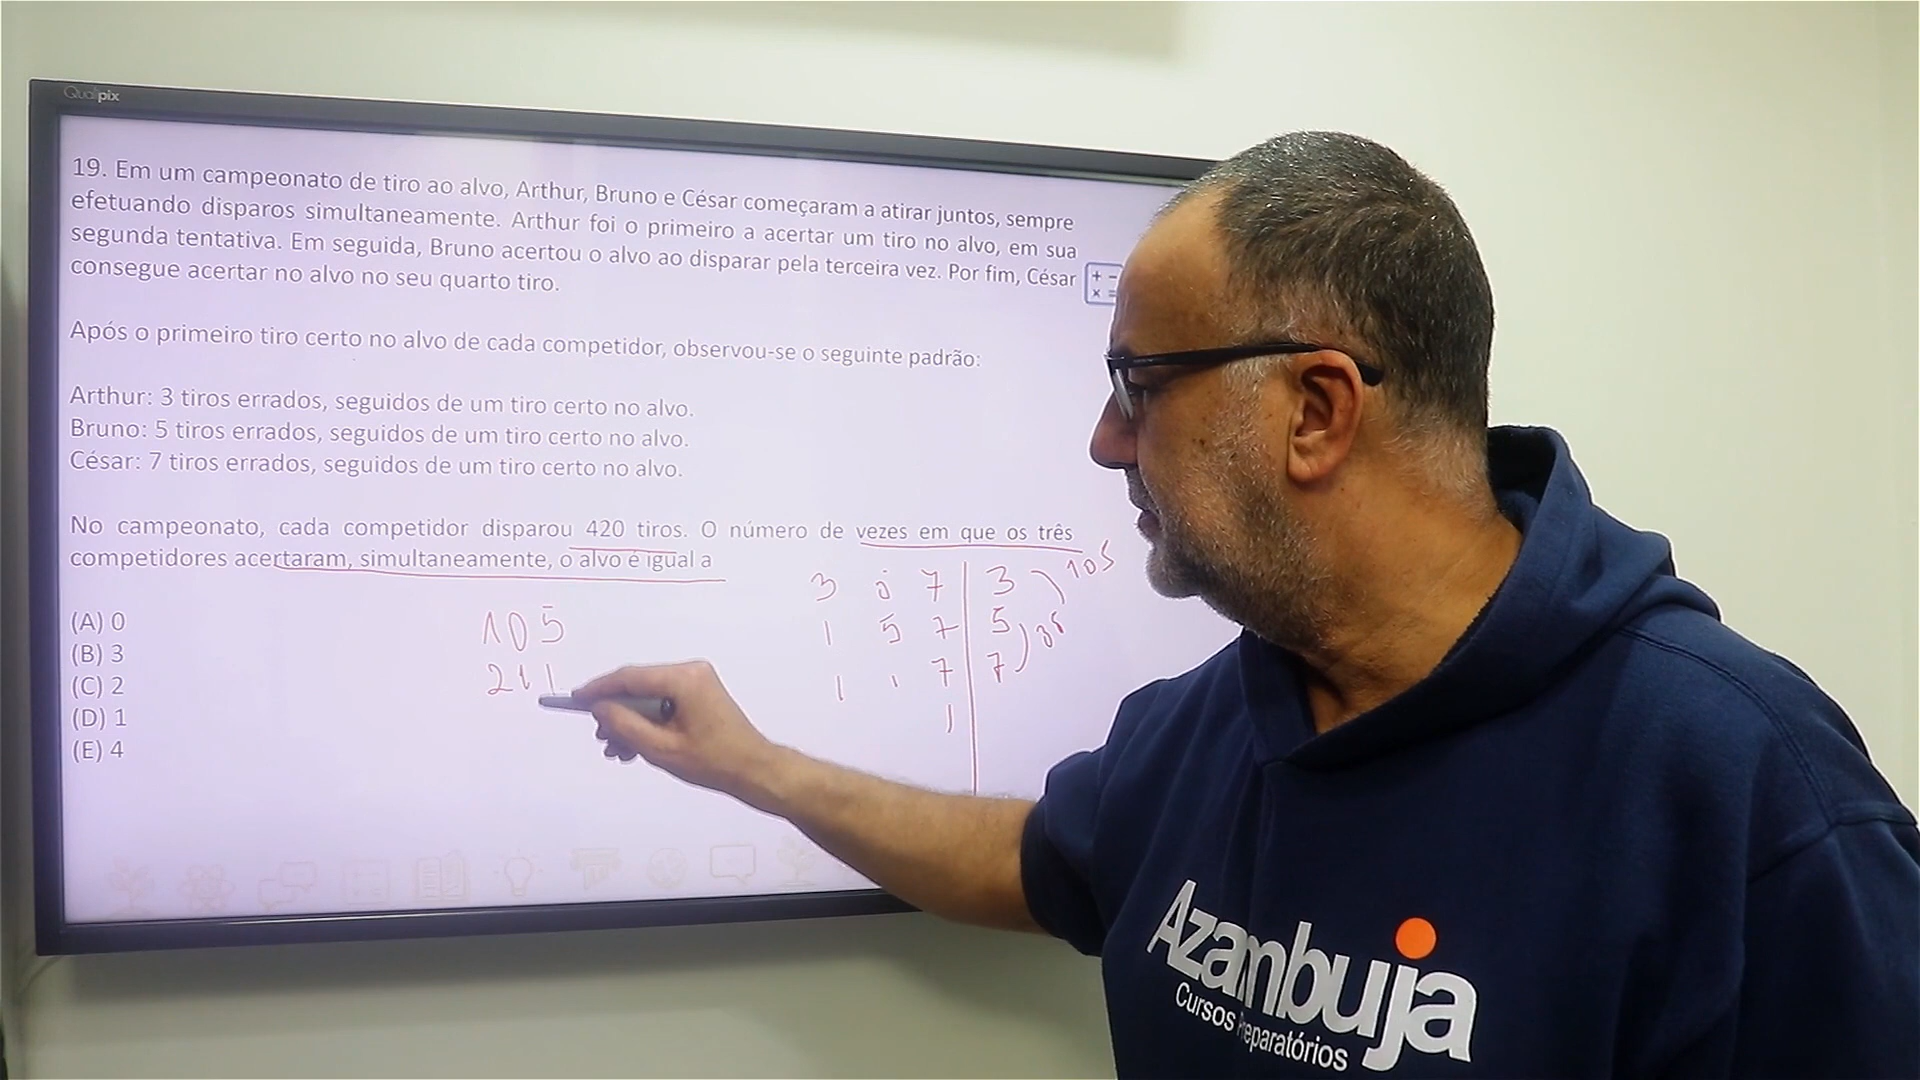 Qualipix
19. Em um campeonato de tiro ao alvo, Arthur, Bruno e César começaram a atirar juntos, sempre
efetuando disparos simultaneamente. Arthur foi o primeiro a acertar um tiro no alvo, em sua
segunda tentativa. Em seguida, Bruno acertou o alvo ao disparar pela terceira vez. Por fim, César
consegue acertar no alvo no seu quarto tiro.
Após o primeiro tiro certo no alvo de cada competidor, observou-se o seguinte padrão:
Arthur: 3 tiros errados, seguidos de um tiro certo no alvo.
Bruno: 5 tiros errados, seguidos de um tiro certo no alvo.
César: 7 tiros errados, seguidos de um tiro certo no alvo.
No campeonato, cada competidor disparou 420 tiros. O número de vezes em que os três
competidores acertaram, simultaneamente, o alvo é igual a
(A) 0
(B) 3
(C) 2
(D) 1
(E) 4
105
21
3 7 3 105
1 5 7 5
1 1 7 7
1
Azambuja
Cursos Preparatórios